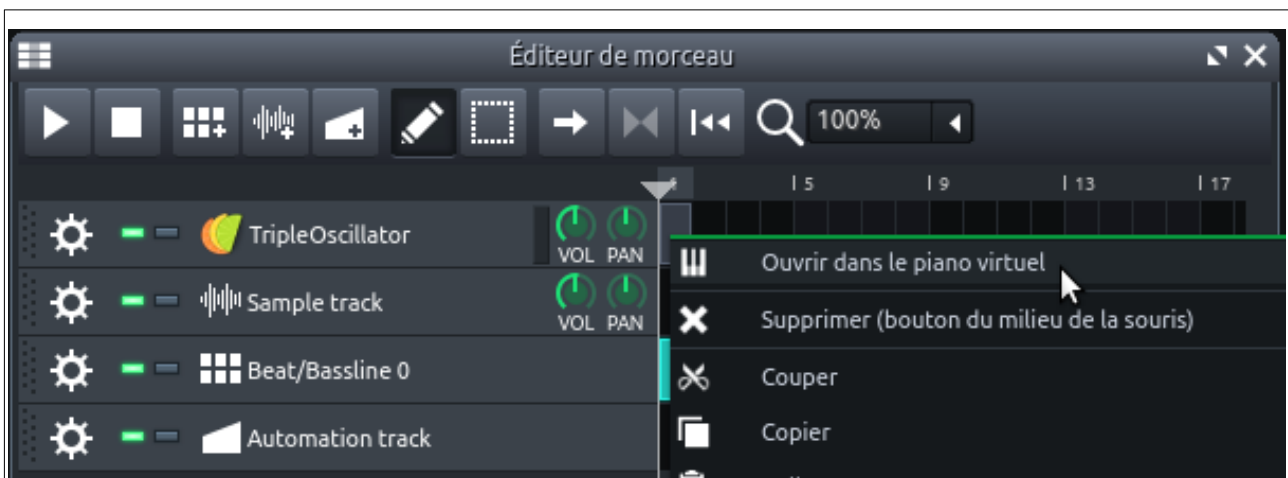 Éditeur de morceau
100%
5 9 13 17
TripleOscillator
VOL PAN
Ouvrir dans le piano virtuel
Sample track
VOL PAN
Supprimer (bouton du milieu de la souris)
Beat/Bassline 0
Couper
Automation track
Copier